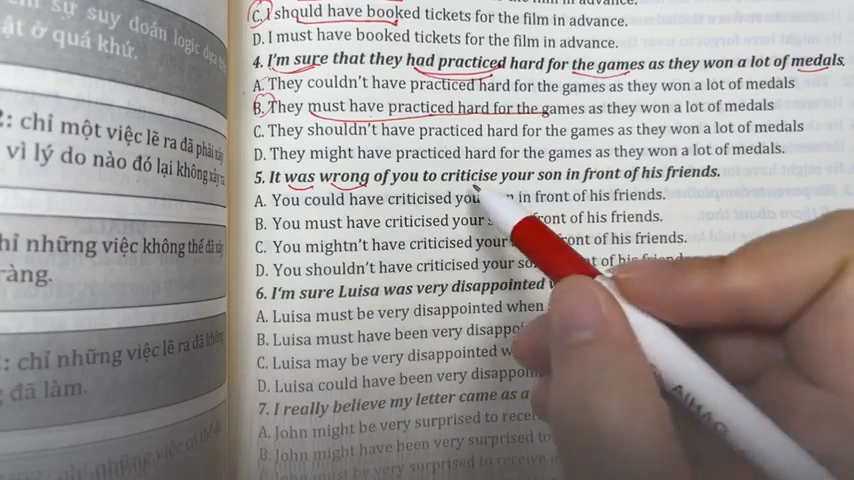 sự suy đoán logic dựa
ật ở quá khứ.
2: chỉ một việc lẽ ra đã phải xảy
vì lý do nào đó lại không xảy ra
hỉ những việc không thể đã xảy
ràng.
: chỉ những việc lẽ ra đã không
đã làm.
C. I should have booked tickets for the film in advance.
D. I must have booked tickets for the film in advance.
4. I'm sure that they had practiced hard for the games as they won a lot of medals.
A. They couldn't have practiced hard for the games as they won a lot of medals
B. They must have practiced hard for the games as they won a lot of medals
C. They shouldn't have practiced hard for the games as they won a lot of medals
D. They might have practiced hard for the games as they won a lot of medals.
5. It was wrong of you to criticise your son in front of his friends.
A. You could have criticised in front of his friends.
B. You must have criticised your front of his friends.
C. You mightn't have criticised your front of his friends.
D. You shouldn't have criticised your of his friends
6. I'm sure Luisa was very disappointed
A. Luisa must be very disappointed when
B. Luisa must have been very
C. Luisa may be very disappointed
D. Luisa could have been very
7. I really believe my letter came as a
A. John might be very surprised to
B. John might have been very surprised to
John must be very surprised to receive